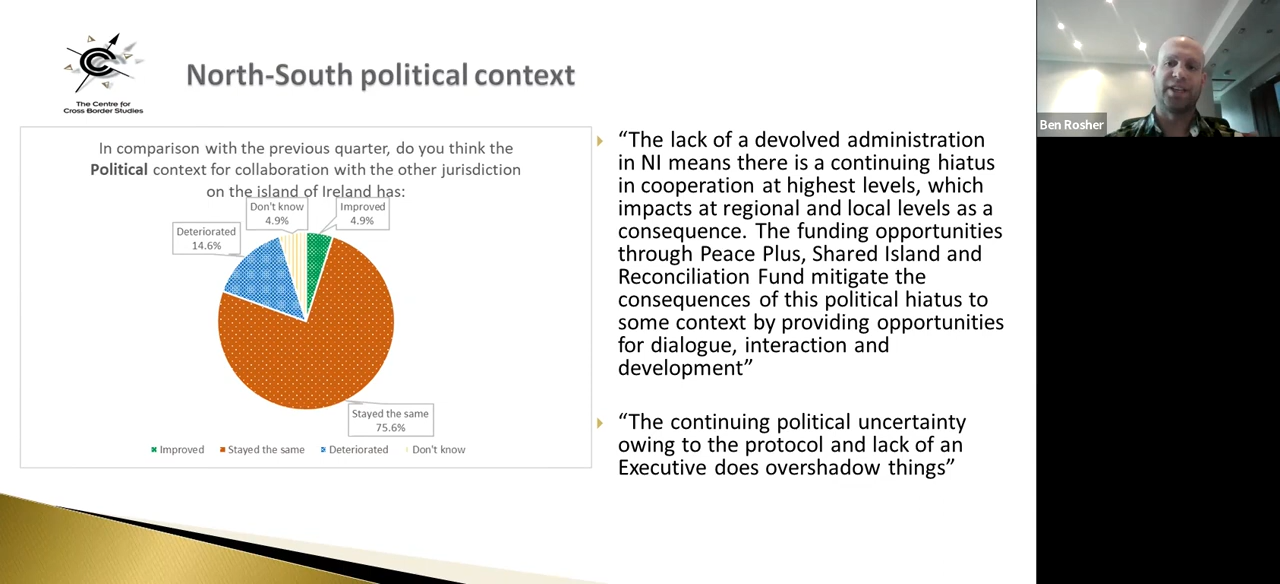 The Centre for
Cross Border Studies
North-South political context
In comparison with the previous quarter, do you think the
Political context for collaboration with the other jurisdiction
on the island of Ireland has:
Don't know
4.9%
Improved
4.9%
Deteriorated
14.6%
Stayed the same
75.6%
Improved
Stayed the same
Deteriorated
Don't know
“The lack of a devolved administration
in NI means there is a continuing hiatus
in cooperation at highest levels, which
impacts at regional and local levels as a
consequence. The funding opportunities
through Peace Plus, Shared Island and
Reconciliation Fund mitigate the
consequences of this political hiatus to
some context by providing opportunities
for dialogue, interaction and
development”
“The continuing political uncertainty
owing to the protocol and lack of an
Executive does overshadow things”
Ben Rosher